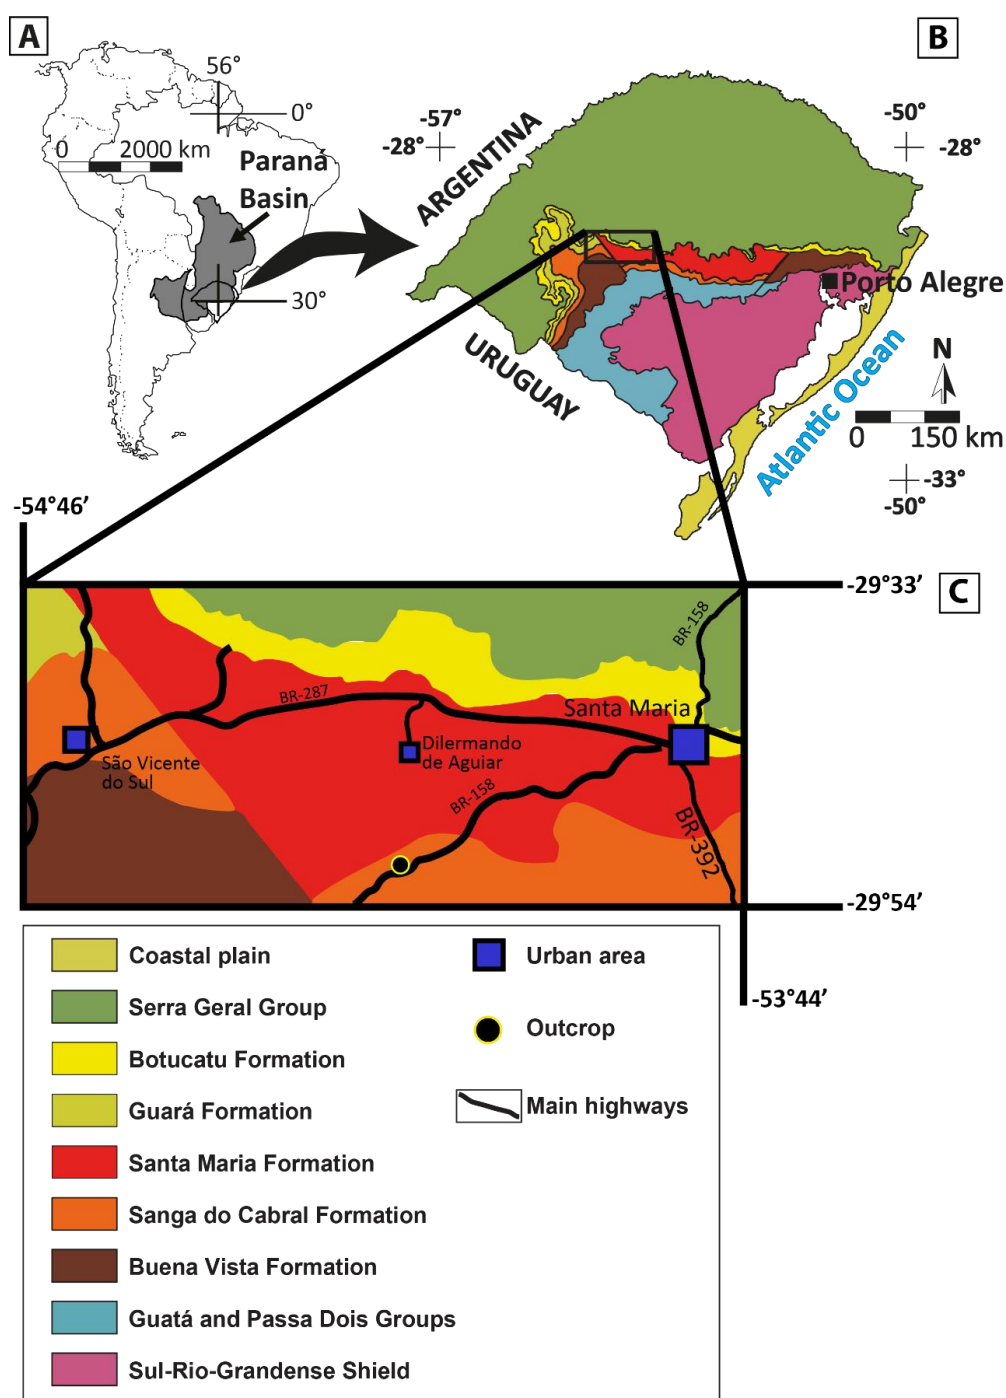 A
B
56°
0°
0 2000 km
Paraná
Basin
30°
-57°
-28°
-50°
-28°
ARGENTINA
Porto Alegre
URUGUAY
Atlantic Ocean
N
0 150 km
-33°
-50°
-54°46’
-29°33’
C
BR-158
BR-287
Santa Maria
São Vicente
do Sul
Dilermando
de Aguiar
BR-158
BR-392
-29°54’
-53°44’
Coastal plain
Serra Geral Group
Botucatu Formation
Guará Formation
Santa Maria Formation
Sanga do Cabral Formation
Buena Vista Formation
Guatá and Passa Dois Groups
Sul-Rio-Grandense Shield
Urban area
Outcrop
Main highways